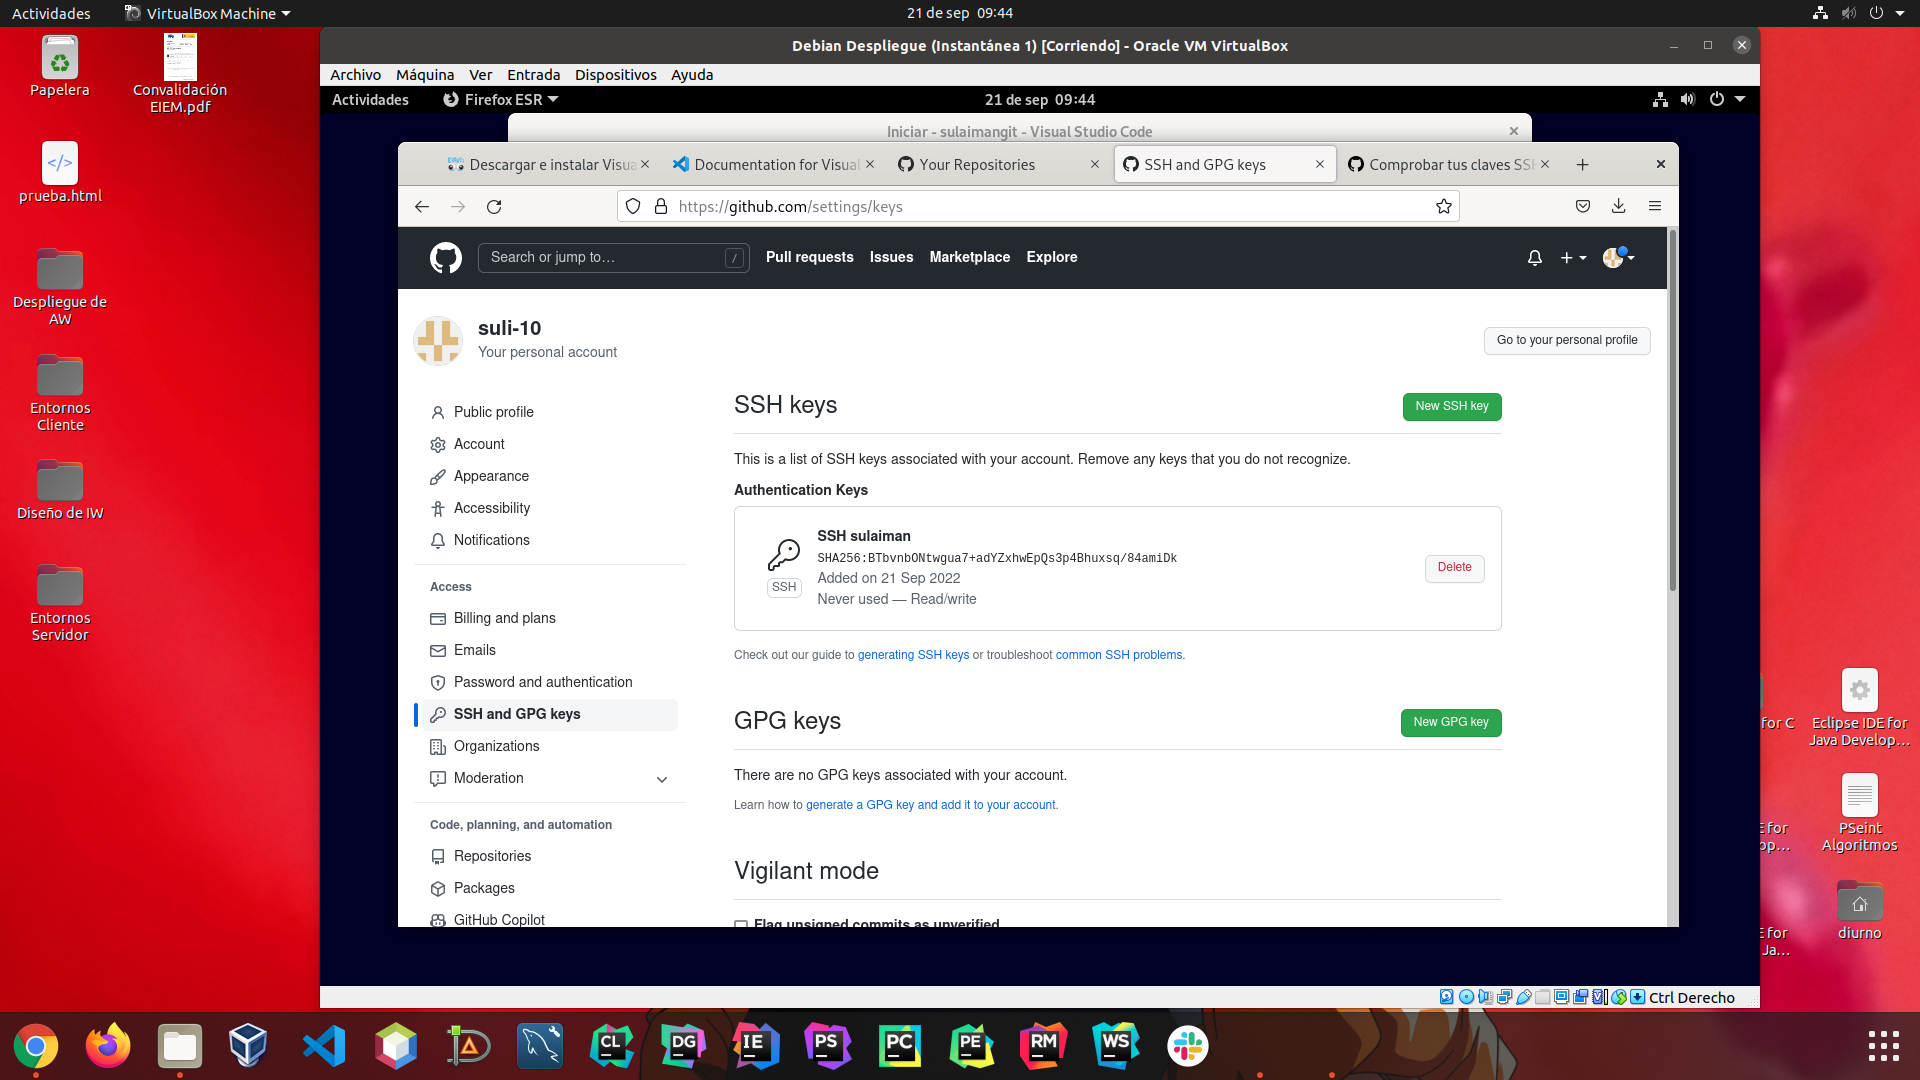 Actividades
VirtualBox Machine
21 de sep 09:44
Papelera
Convalidación
EIEM.pdf
prueba.html
Despliegue de
AW
Entornos
Cliente
Diseño de IW
Entornos
Servidor
Debian Despliegue (Instantánea 1) [Corriendo] - Oracle VM VirtualBox
Archivo Máquina Ver Entrada Dispositivos Ayuda
Actividades
Firefox ESR
21 de sep 09:44
Iniciar - sulaimangit - Visual Studio Code
Descargar e instalar Visua
Documentation for Visual
Your Repositories
SSH and GPG keys
Comprobar tus claves SSH
https://github.com/settings/keys
Search or jump to…
/
Pull requests Issues Marketplace Explore
suli-10
Your personal account
Go to your personal profile
Public profile
Account
Appearance
Accessibility
Notifications
Access
Billing and plans
Emails
Password and authentication
SSH and GPG keys
Organizations
Moderation
Code, planning, and automation
Repositories
Packages
GitHub Copilot
SSH keys
New SSH key
This is a list of SSH keys associated with your account. Remove any keys that you do not recognize.
Authentication Keys
SSH sulaiman
SHA256:BTbvnbONtwgua7+adYZxhwEpQs3p4Bhuxsq/84amiDk
Added on 21 Sep 2022
Never used — Read/write
SSH
Delete
Check out our guide to generating SSH keys or troubleshoot common SSH problems.
GPG keys
New GPG key
There are no GPG keys associated with your account.
Learn how to generate a GPG key and add it to your account.
Vigilant mode
Flag unsigned commits as unverified
Ctrl Derecho
for C
Eclipse IDE for
Java Develop…
E for
op…
PSeint
Algoritmos
E for
Ja…
diurno
CL
DG
IE
PS
PC
PE
RM
WS